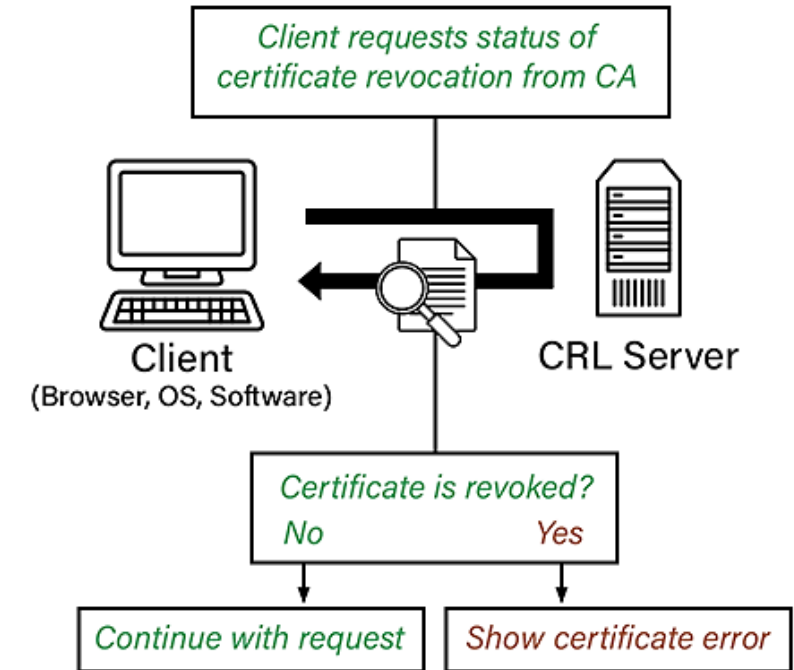 Client requests status of
certificate revocation from CA
Client
(Browser, OS, Software)
CRL Server
Certificate is revoked?
No Yes
Continue with request
Show certificate error